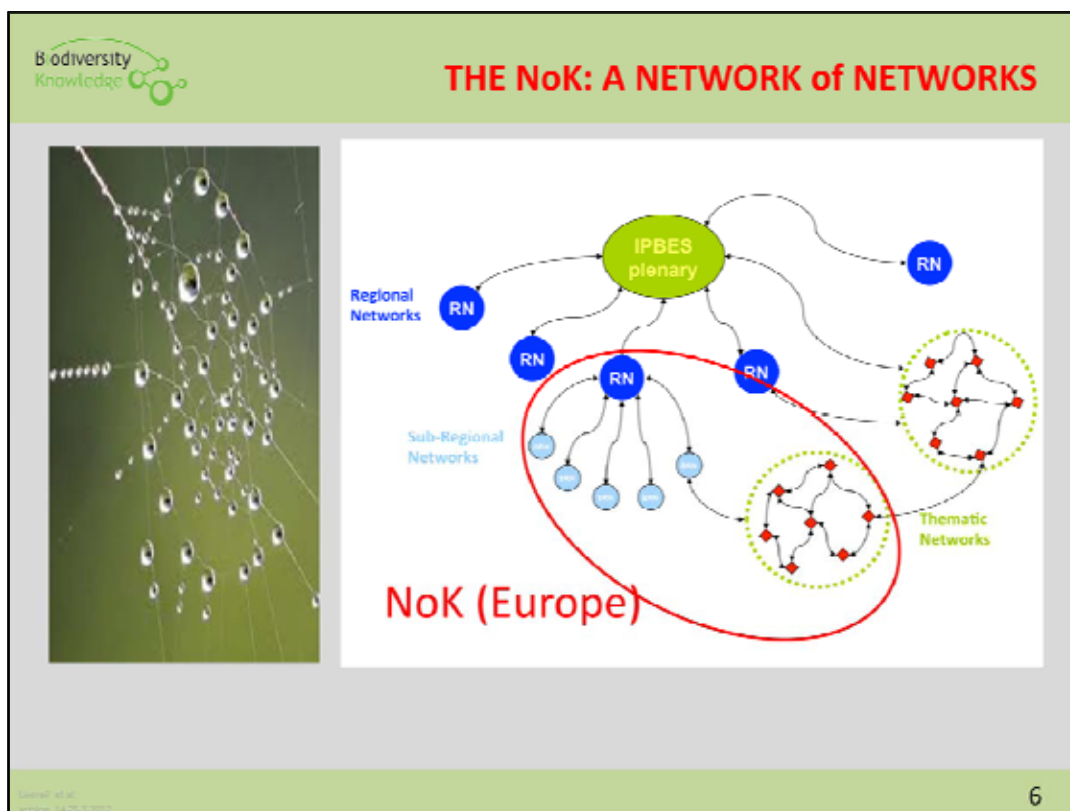 Biodiversity
Knowledge
THE NoK: A NETWORK of NETWORKS
IPBES
plenary
RN
Regional
Networks
RN
RN
RN
RN
Sub-Regional
Networks
Thematic
Networks
NoK (Europe)
6